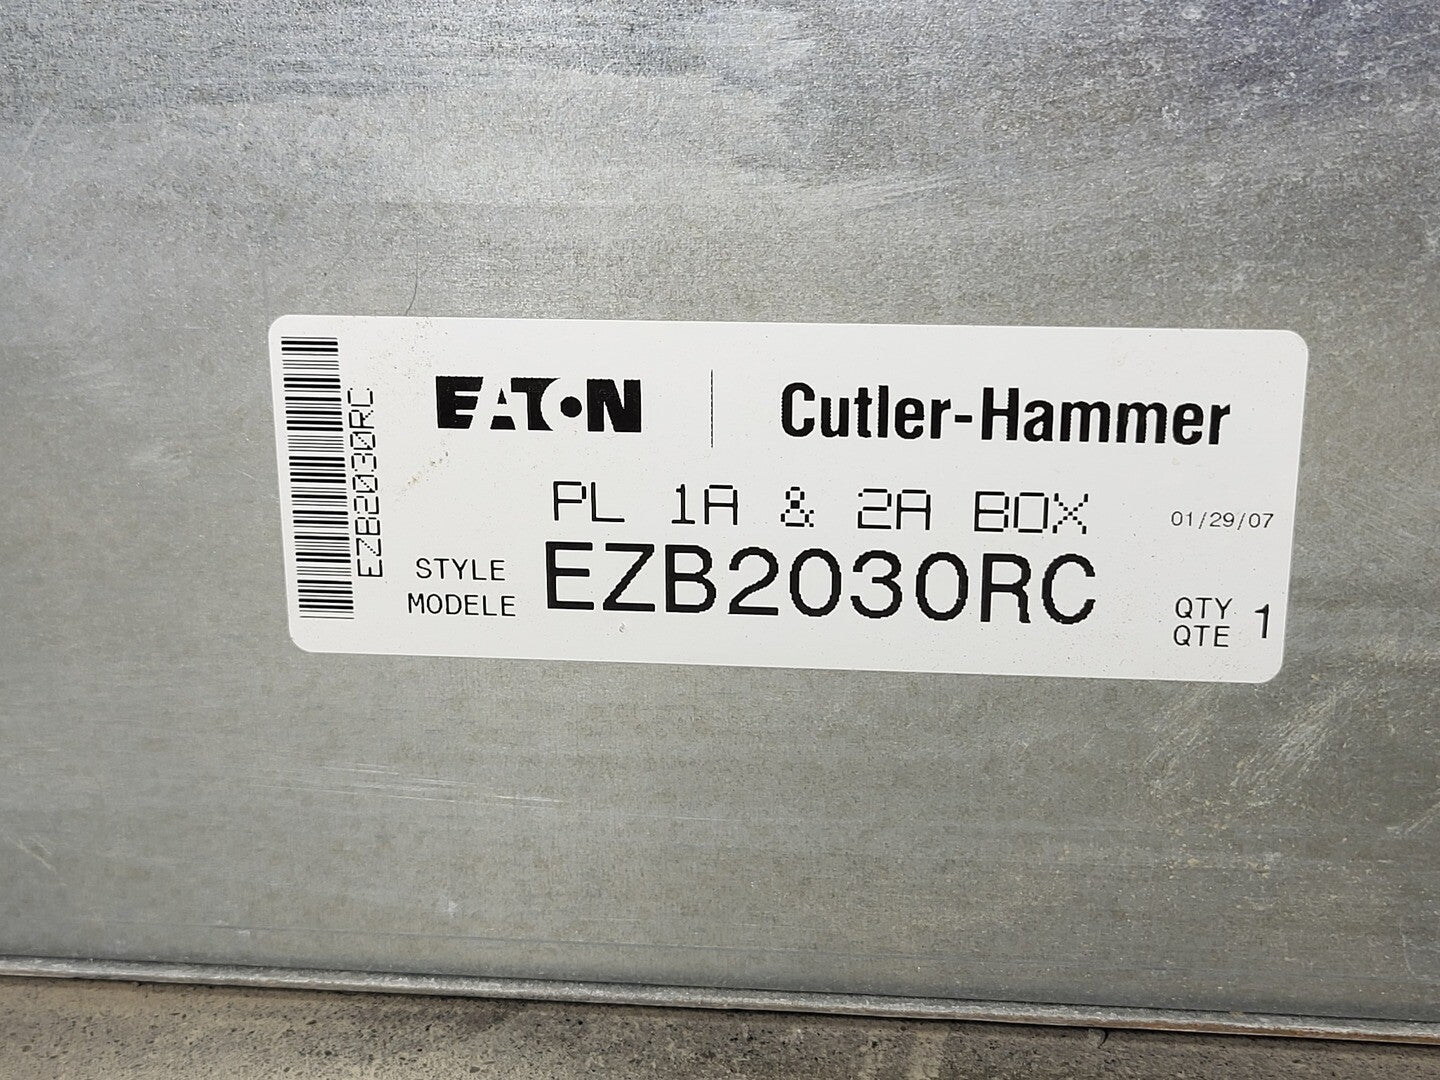 EATON | Cutler-Hammer
PL 1A & 2A BOX
01/29/07
STYLE
MODELE
EZB2030RC
QTY
QTE
1
EZB2030RC